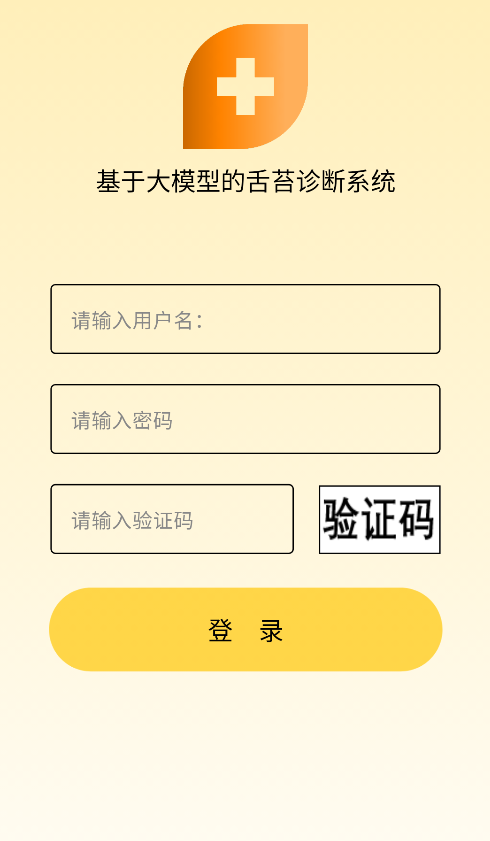 基于大模型的舌苔诊断系统
请输入用户名：
请输入密码
请输入验证码
验证码
登 录